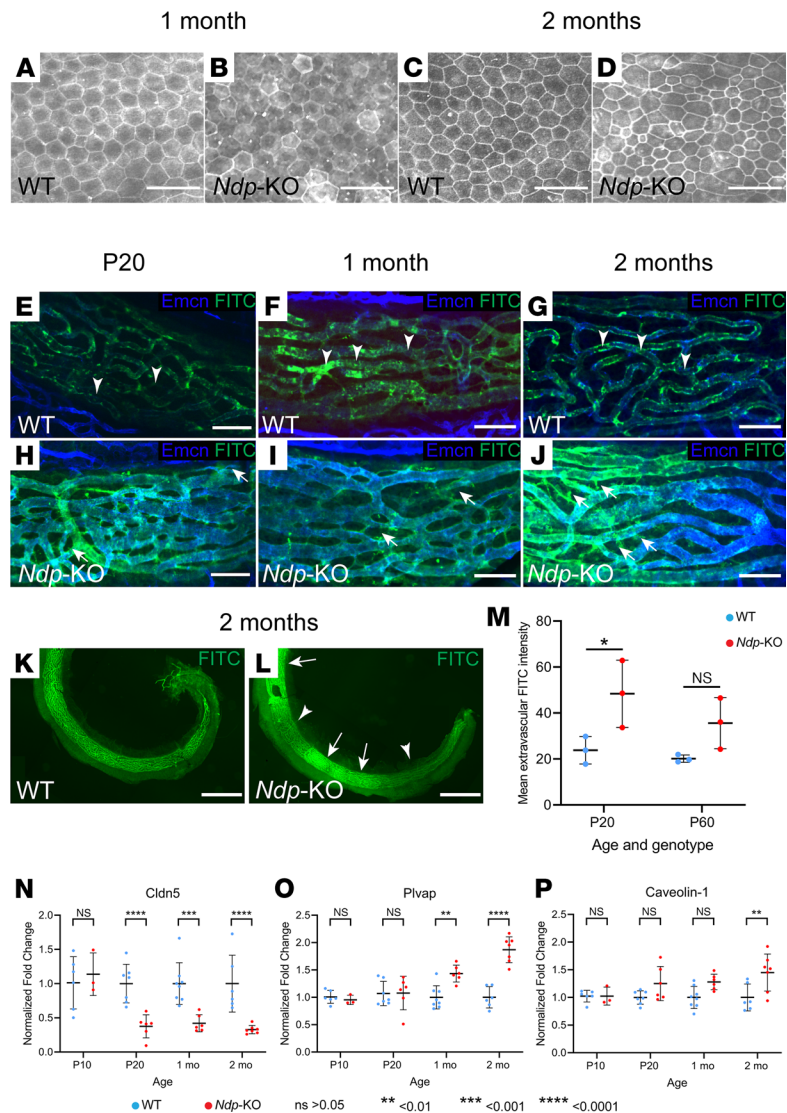 1 month 2 months
A B C D
WT Ndp-KO WT Ndp-KO
P20 1 month 2 months
E Emcn FITC F Emcn FITC G Emcn FITC
WT WT WT
H Emcn FITC I Emcn FITC J Emcn FITC
Ndp-KO Ndp-KO Ndp-KO
2 months
K FITC L FITC
WT Ndp-KO
M
WT
Ndp-KO
Mean extravascular FITC intensity
80
60
40
20
0
* NS
P20 P60
Age and genotype
N Cldn5
NS **** *** ****
Normalized Fold Change
2.0
1.5
1.0
0.5
0.0
P10 P20 1 mo 2 mo
Age
O Plvap
NS NS ** ****
Normalized Fold Change
2.5
2.0
1.5
1.0
0.5
0.0
P10 P20 1 mo 2 mo
Age
P Caveolin-1
NS NS NS **
Normalized Fold Change
2.5
2.0
1.5
1.0
0.5
0.0
P10 P20 1 mo 2 mo
Age
WT Ndp-KO ns >0.05 ** <0.01 *** <0.001 **** <0.0001